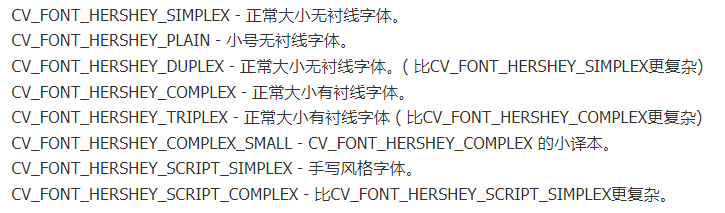 CV_FONT_HERSHEY_SIMPLEX - 正常大小无衬线字体。
CV_FONT_HERSHEY_PLAIN - 小号无衬线字体。
CV_FONT_HERSHEY_DUPLEX - 正常大小无衬线字体。( 比CV_FONT_HERSHEY_SIMPLEX更复杂)
CV_FONT_HERSHEY_COMPLEX - 正常大小有衬线字体。
CV_FONT_HERSHEY_TRIPLEX - 正常大小有衬线字体 ( 比CV_FONT_HERSHEY_COMPLEX更复杂)
CV_FONT_HERSHEY_COMPLEX_SMALL - CV_FONT_HERSHEY_COMPLEX 的小译本。
CV_FONT_HERSHEY_SCRIPT_SIMPLEX - 手写风格字体。
CV_FONT_HERSHEY_SCRIPT_COMPLEX - 比CV_FONT_HERSHEY_SCRIPT_SIMPLEX更复杂。